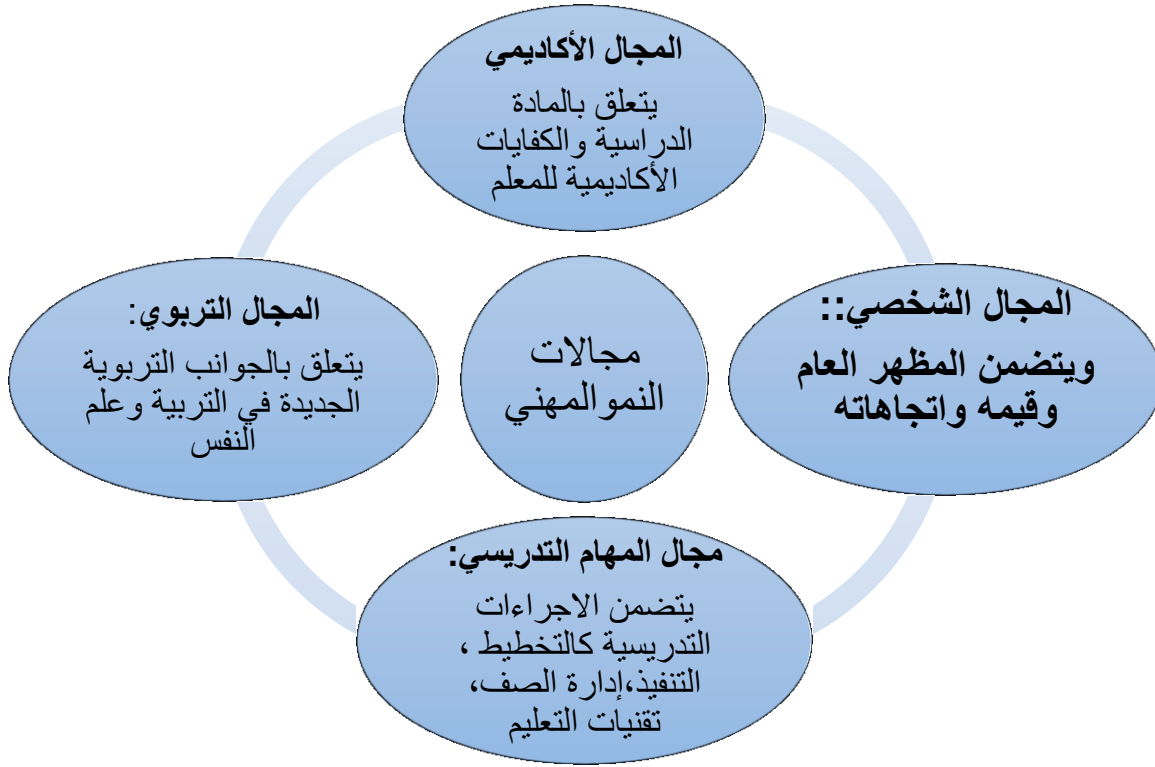 المجال الأكاديمي
يتعلق بالمادة
الدراسية والكفايات
الأكاديمية للمعلم
المجال الشخصي::
ويتضمن المظهر العام
وقيمه واتجاهاته
مجالات
النموالمهني
المجال التربوي:
يتعلق بالجوانب التربوية
الجديدة في التربية وعلم
النفس
مجال المهام التدريسي:
يتضمن الاجراءات
التدريسية كالتخطيط ،
التنفيذ،إدارة الصف،
تقنيات التعليم